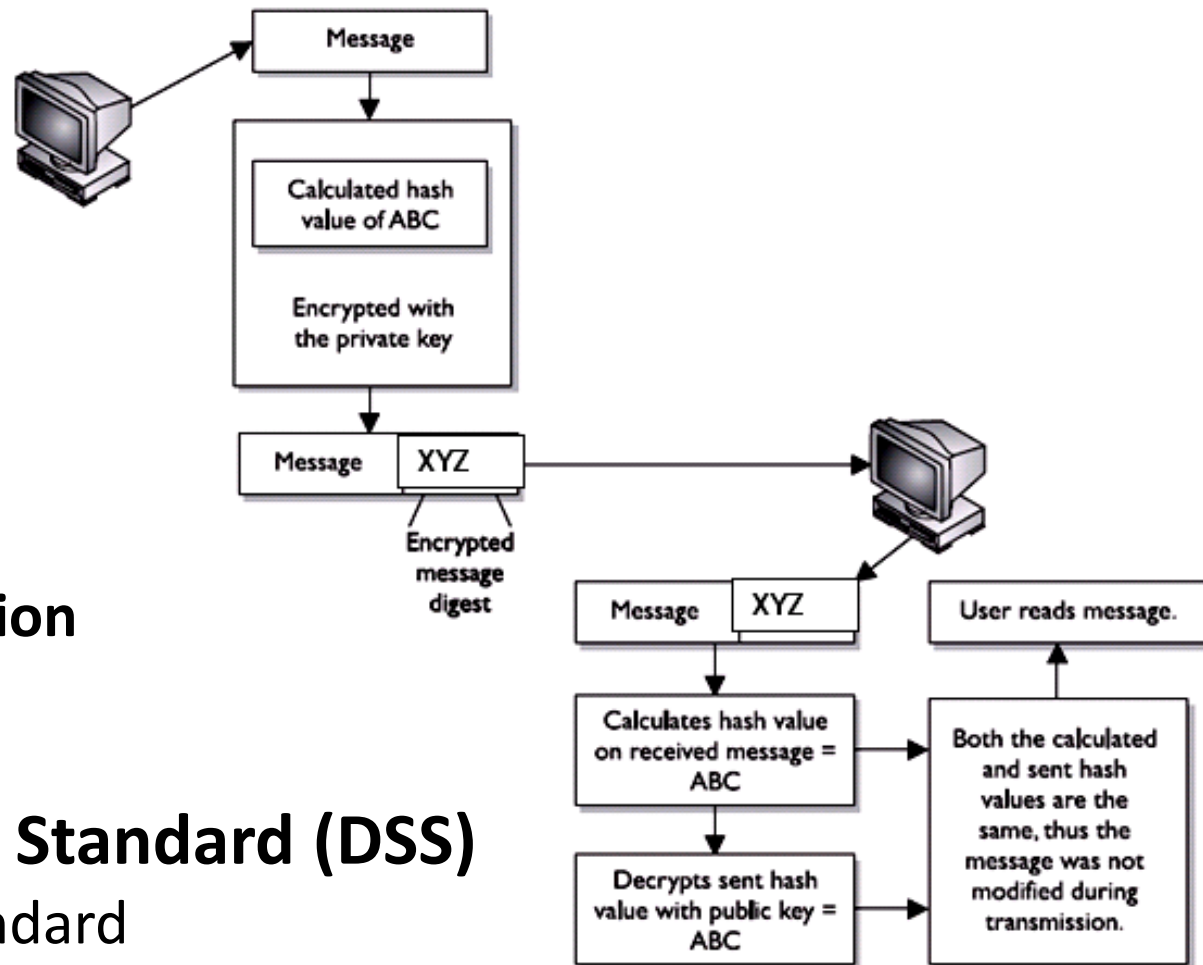 Message
Calculated hash
value of ABC
Encrypted with
the private key
Message XYZ
Encrypted
message
digest
Message XYZ
User reads message.
Calculates hash value
on received message =
ABC
Both the calculated
and sent hash
values are the
same, thus the
message was not
modified during
transmission.
Decrypts sent hash
value with public key =
ABC
ion
Standard (DSS)
ndard